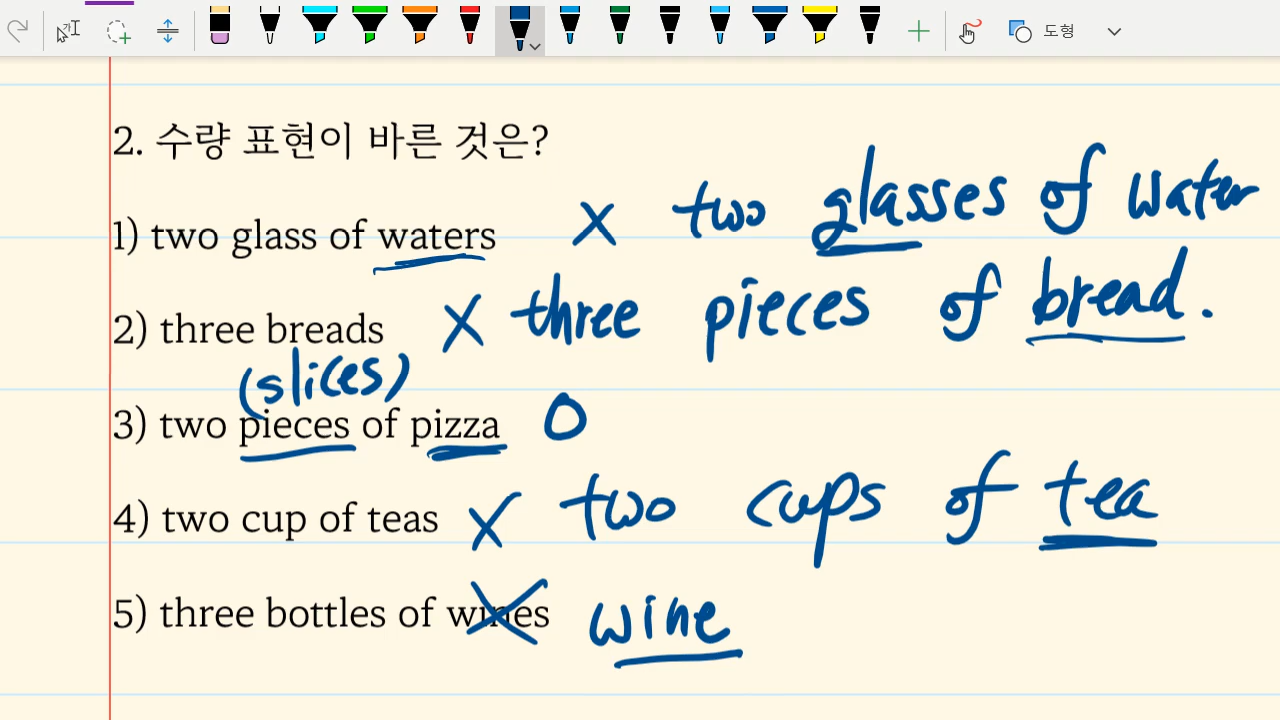 도형
2. 수량 표현이 바른 것은?
1) two glass of waters X two glasses of water
2) three breads X three pieces of bread.
(slices)
3) two pieces of pizza O
4) two cup of teas X two cups of tea
5) three bottles of wines wine